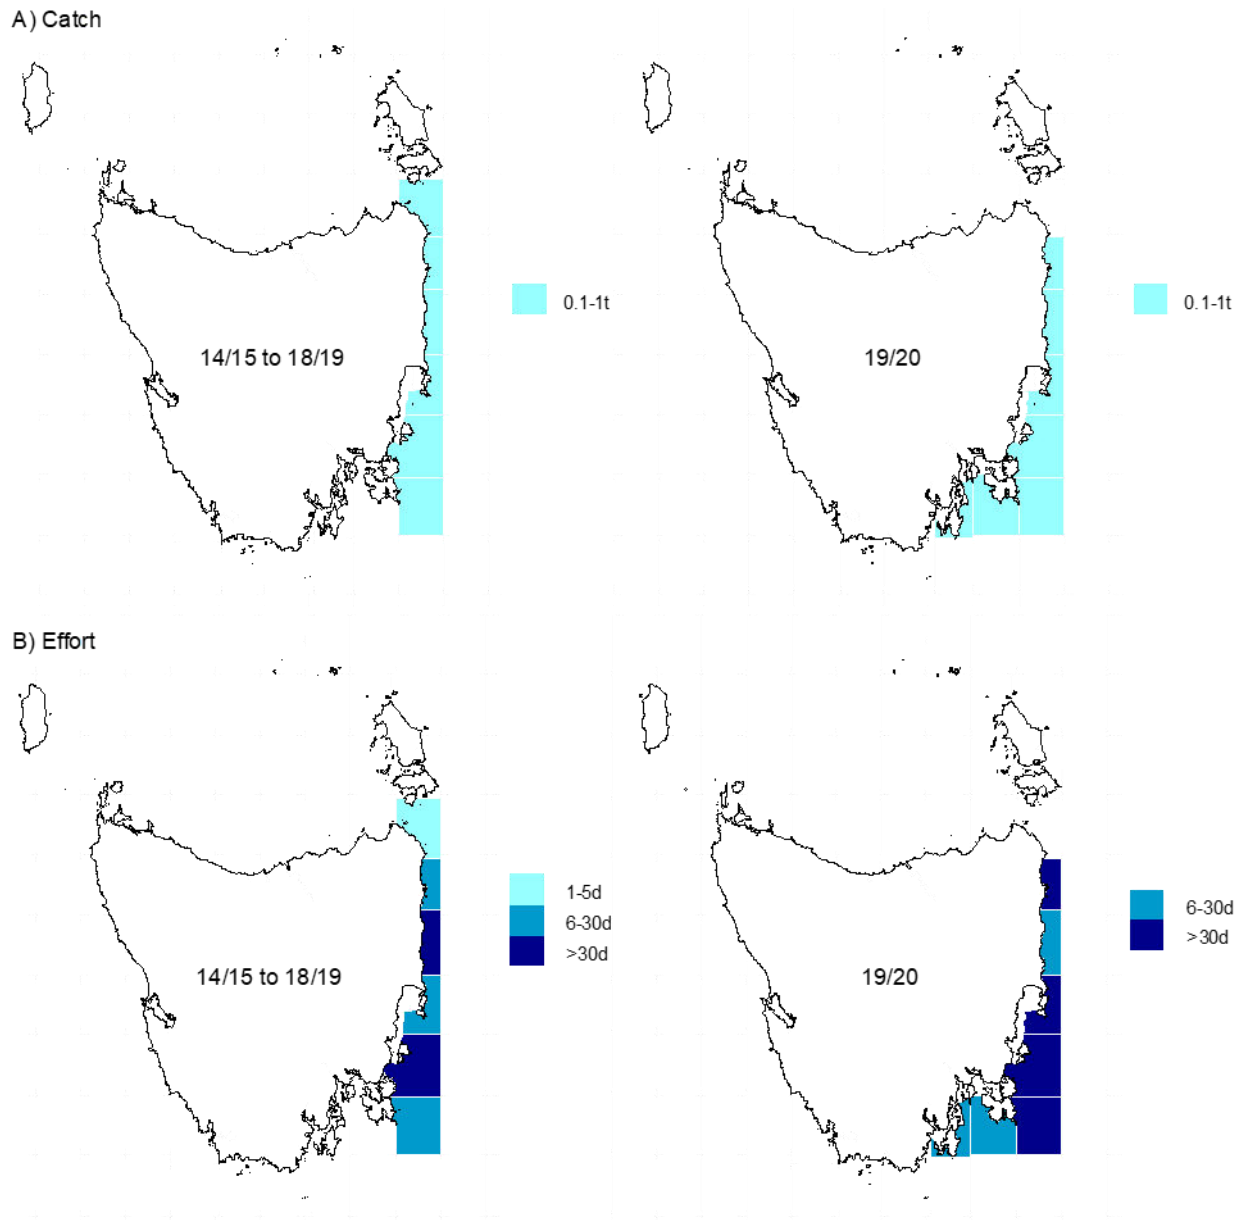 A) Catch
14/15 to 18/19
0.1-1t
19/20
0.1-1t
B) Effort
14/15 to 18/19
1-5d
6-30d
>30d
19/20
6-30d
>30d